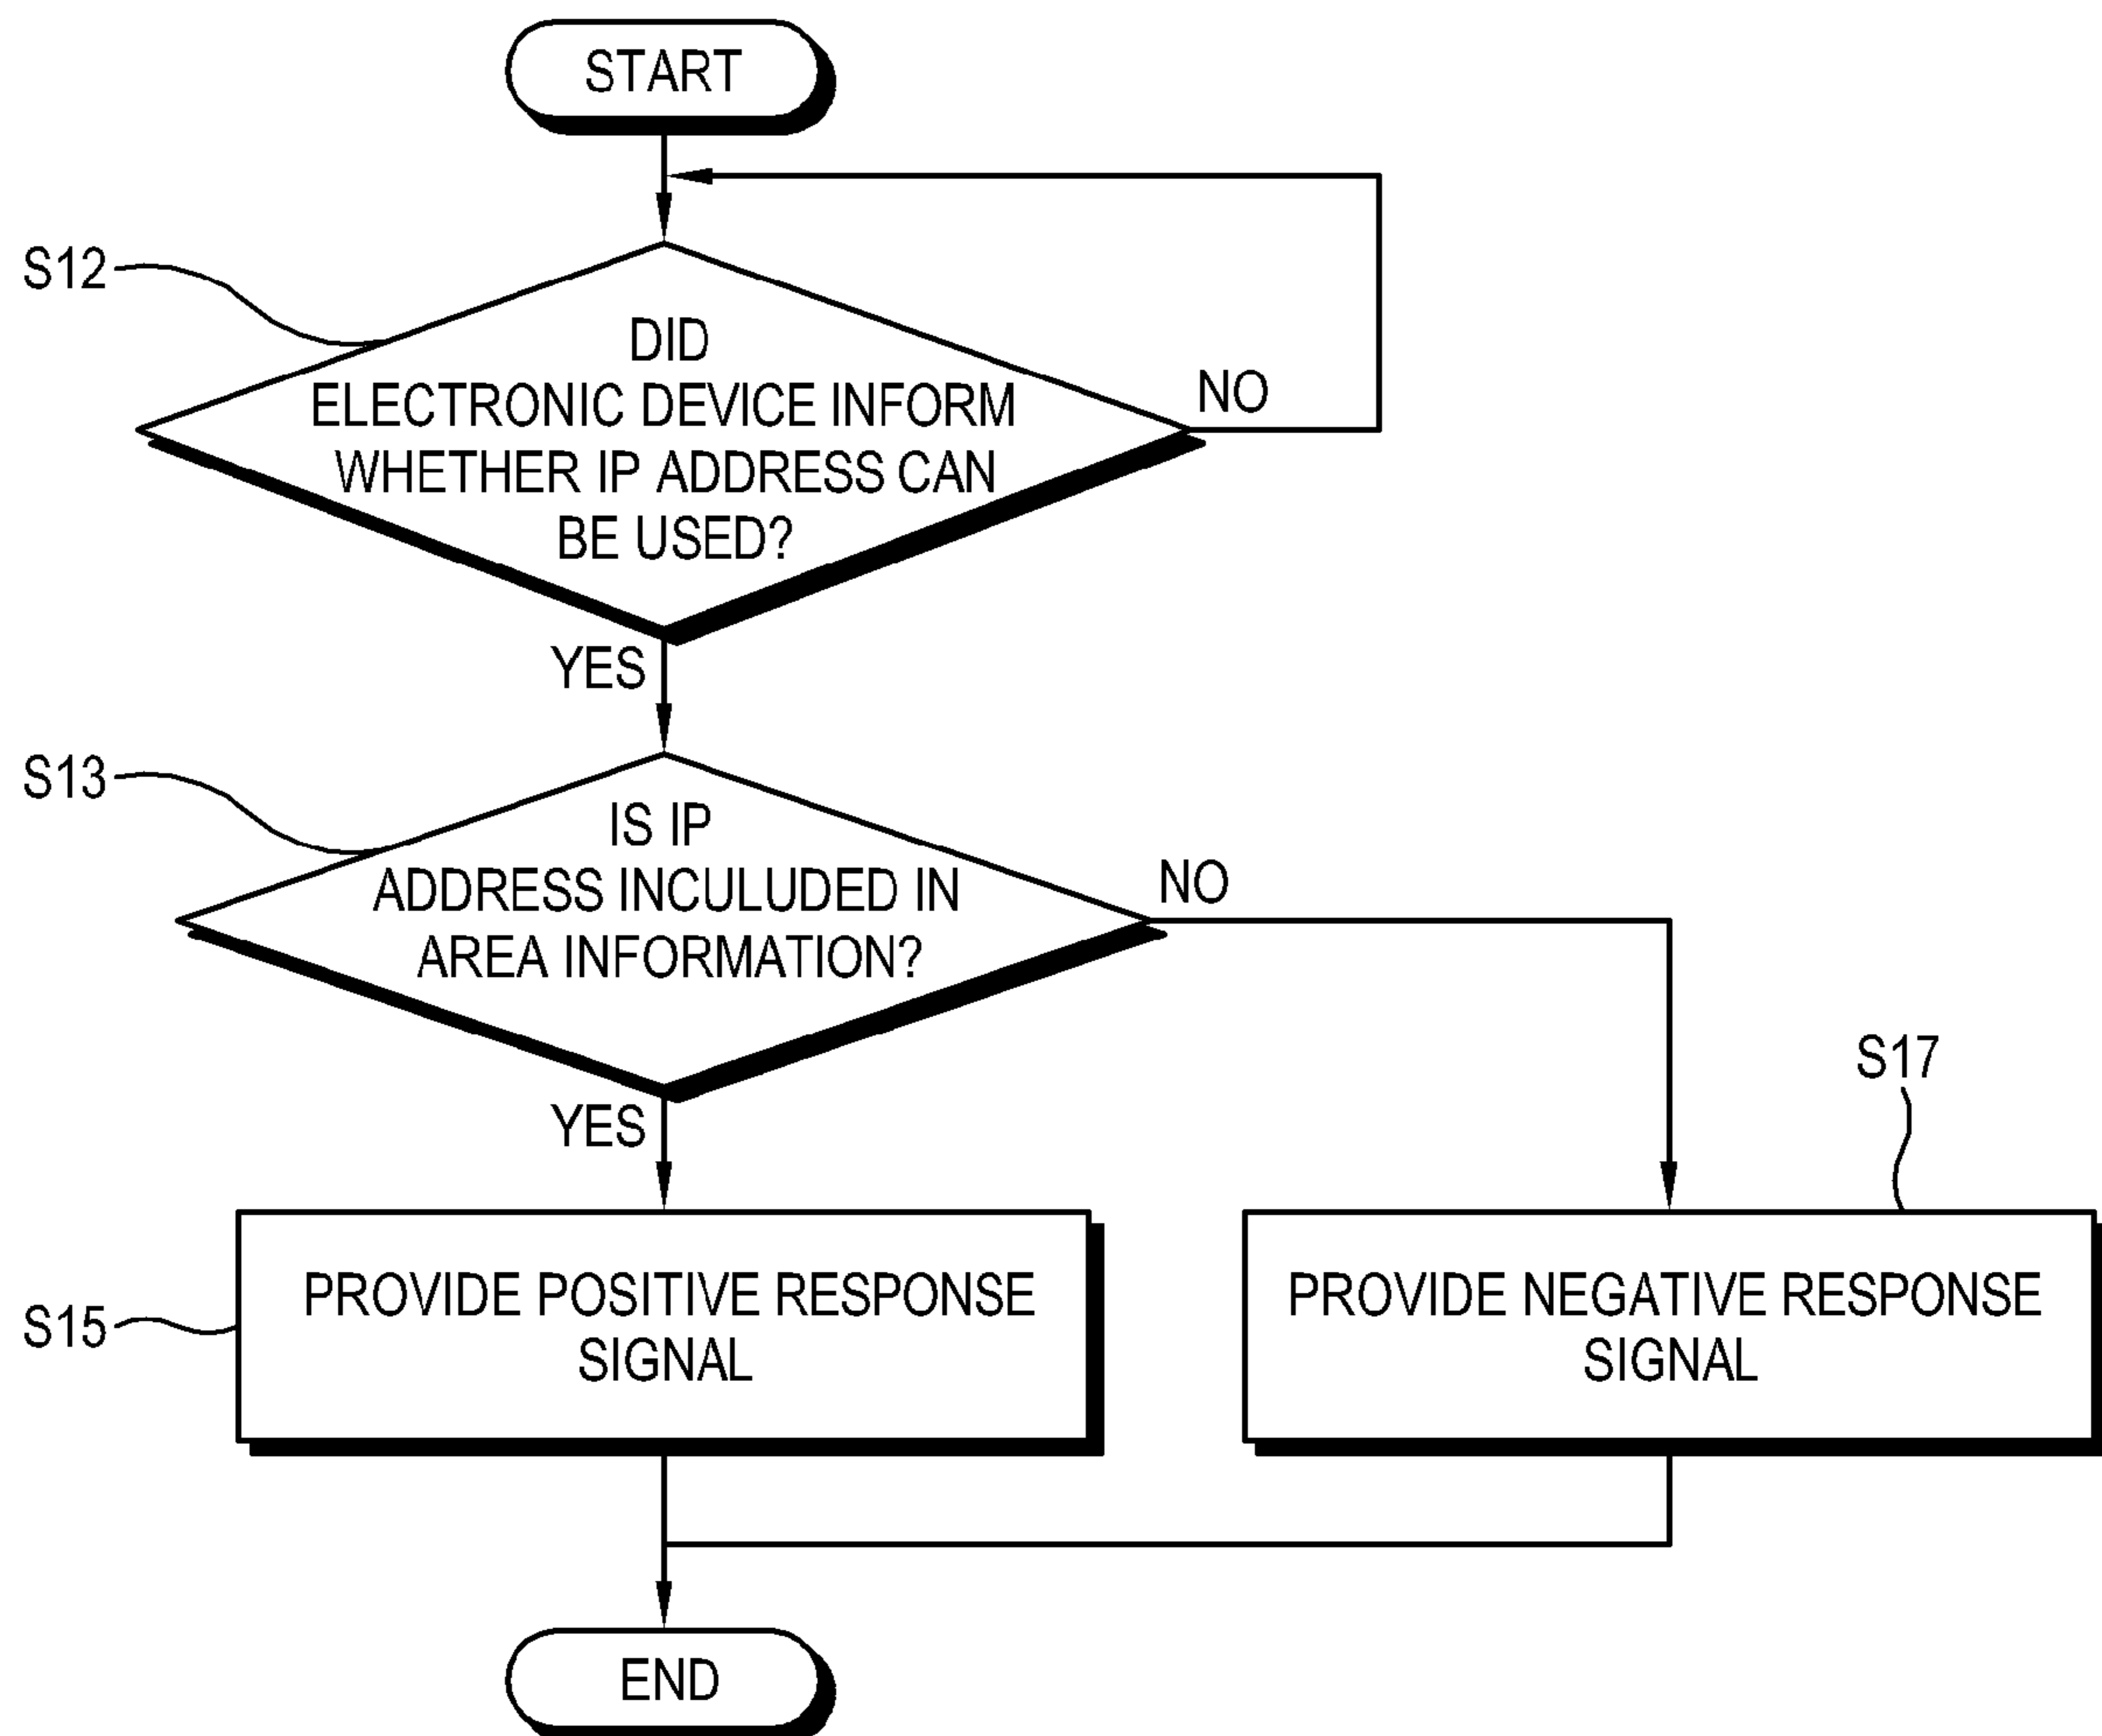 START
S12
DID
ELECTRONIC DEVICE INFORM
WHETHER IP ADDRESS CAN
BE USED?
NO
YES
S13
IS IP
ADDRESS INCULUDED IN
AREA INFORMATION?
NO
YES
S17
S15
PROVIDE POSITIVE RESPONSE
SIGNAL
PROVIDE NEGATIVE RESPONSE
SIGNAL
END